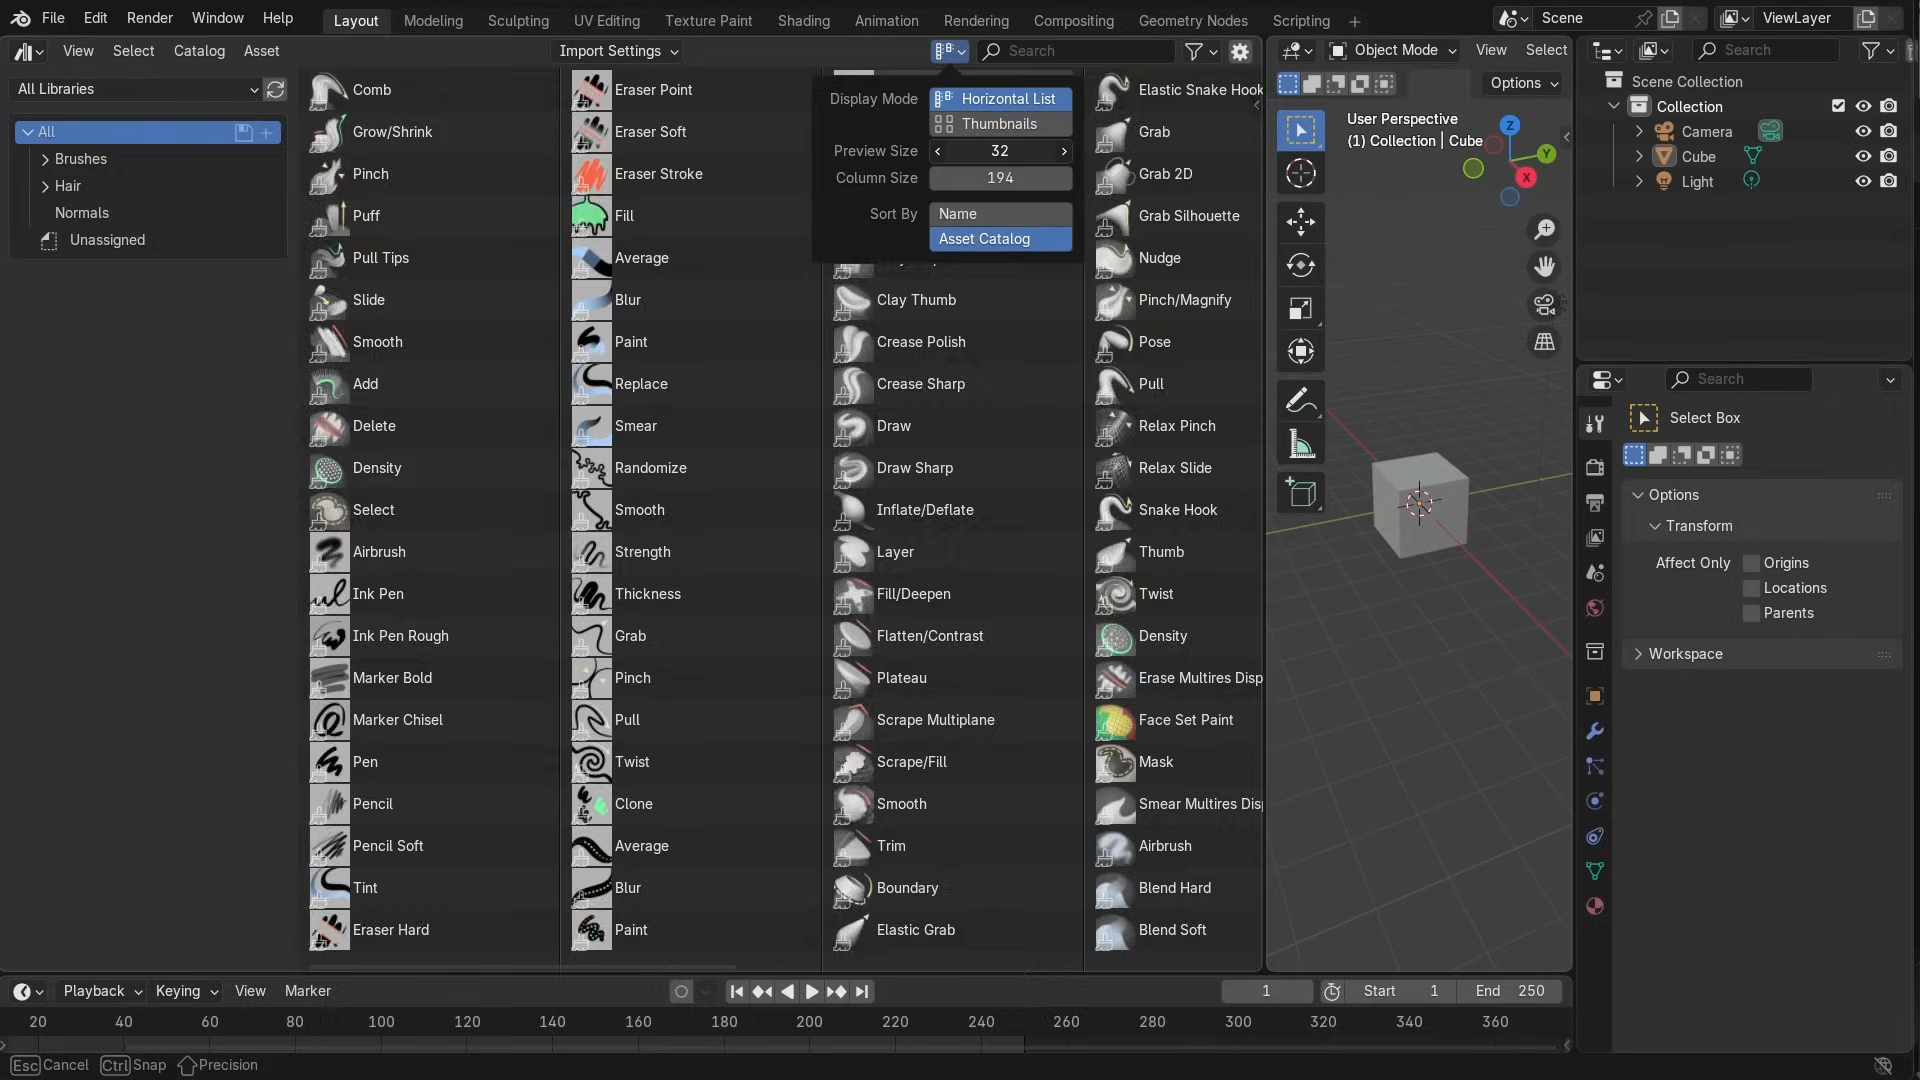 File Edit Render Window Help
Layout Modeling Sculpting UV Editing Texture Paint Shading Animation Rendering Compositing Geometry Nodes Scripting
Scene
ViewLayer
View Select Catalog Asset
Import Settings
Search
Object Mode View Select
Search
All Libraries
Options
All
Brushes
Hair
Normals
Unassigned
Comb
Grow/Shrink
Pinch
Puff
Pull Tips
Slide
Smooth
Add
Delete
Density
Select
Airbrush
Ink Pen
Ink Pen Rough
Marker Bold
Marker Chisel
Pen
Pencil
Pencil Soft
Tint
Eraser Hard
Eraser Point
Eraser Soft
Eraser Stroke
Fill
Average
Blur
Paint
Replace
Smear
Randomize
Smooth
Strength
Thickness
Grab
Pinch
Pull
Twist
Clone
Average
Blur
Paint
Display Mode Horizontal List
Thumbnails
Preview Size 32
Column Size 194
Sort By Name
Asset Catalog
Clay Thumb
Crease Polish
Crease Sharp
Draw
Draw Sharp
Inflate/Deflate
Layer
Fill/Deepen
Flatten/Contrast
Plateau
Scrape Multiplane
Scrape/Fill
Smooth
Trim
Boundary
Elastic Grab
Elastic Snake Hook
Grab
Grab 2D
Grab Silhouette
Nudge
Pinch/Magnify
Pose
Pull
Relax Pinch
Relax Slide
Snake Hook
Thumb
Twist
Density
Erase Multires Disp
Face Set Paint
Mask
Smear Multires Disp
Airbrush
Blend Hard
Blend Soft
User Perspective
(1) Collection | Cube
Z
Y
X
Scene Collection
Collection
Camera
Cube
Light
Search
Select Box
Options
Transform
Affect Only Origins
Locations
Parents
Workspace
Playback Keying View Marker
1 Start 1 End 250
20 40 60 80 100 120 140 160 180 200 220 240 260 280 300 320 340 360
Esc Cancel Ctrl Snap Precision